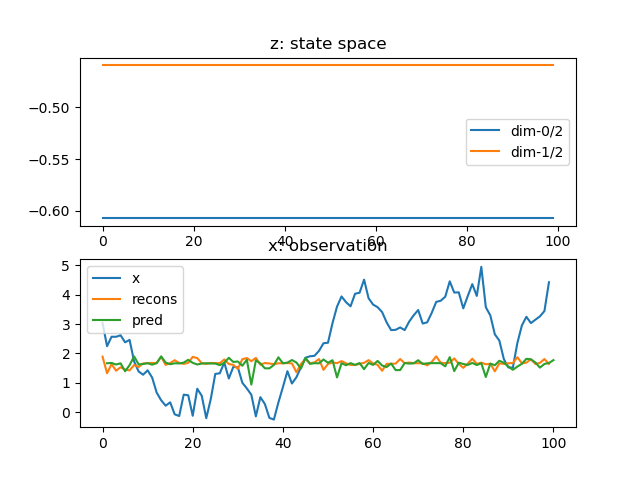 z: state space
−0.50
−0.55
−0.60
dim-0/2
dim-1/2
0 20 40 60 80 100
x: observation
5
4
3
2
1
0
x
recons
pred
0 20 40 60 80 100